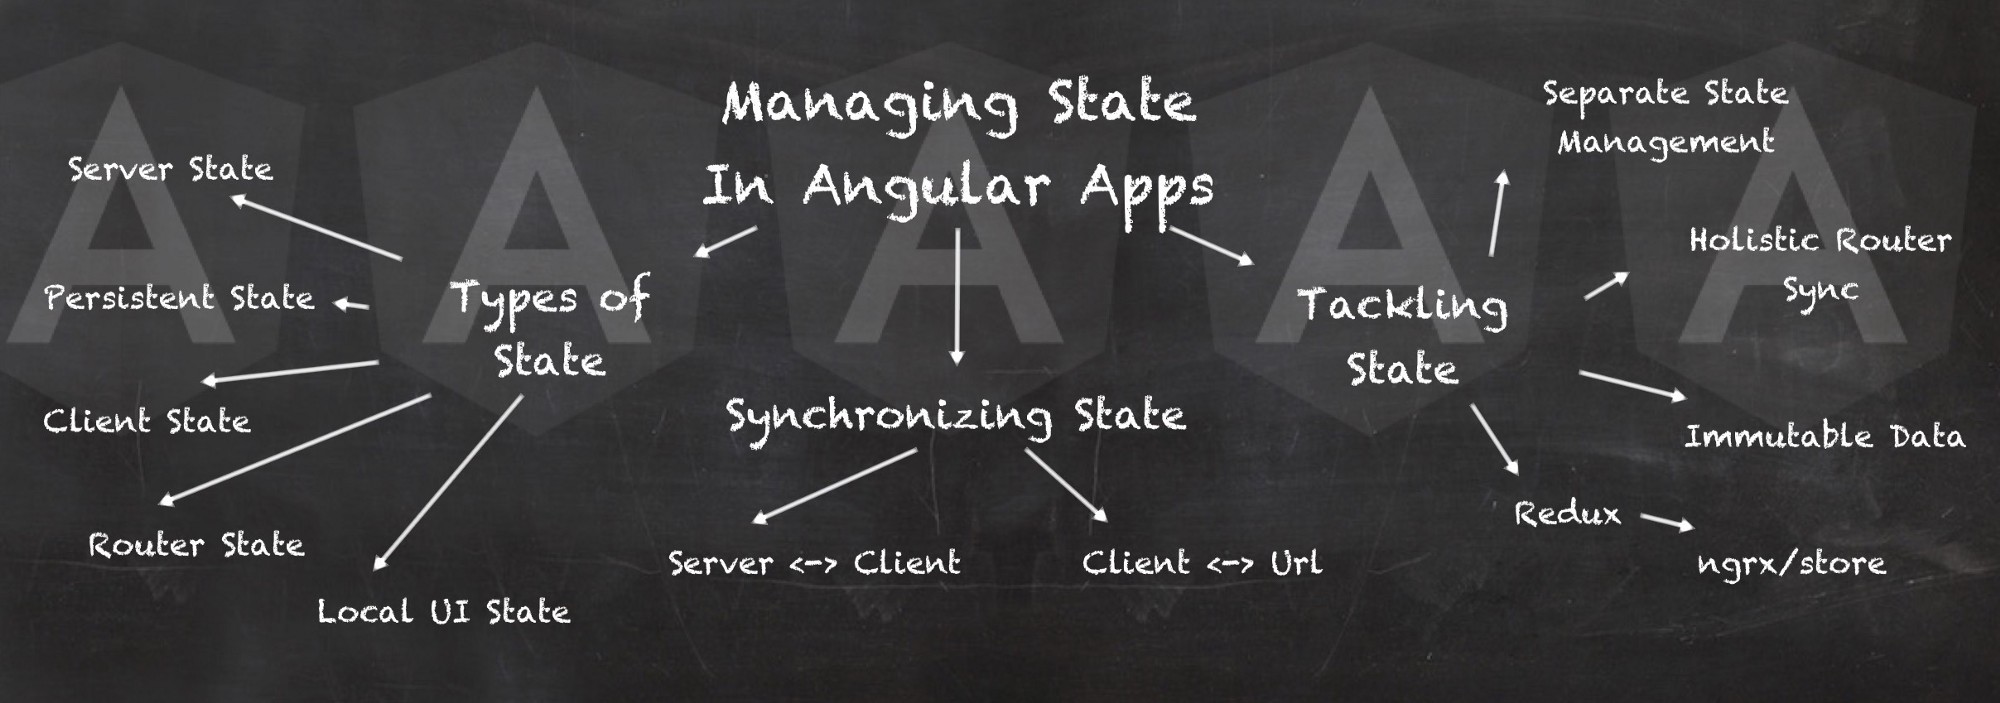 Managing State
In Angular Apps
Types of
State
Server State
Persistent State
Client State
Router State
Local UI State
Synchronizing State
Server <-> Client
Client <-> Url
Tackling
State
Separate State
Management
Holistic Router
Sync
Immutable Data
Redux
ngrx/store